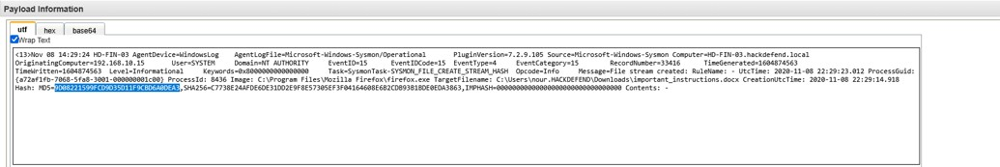 Payload Information
utf hex base64
Wrap Text
<13>Nov 08 14:29:24 HD-FIN-03 AgentDevice=WindowsLog AgentLogFile=Microsoft-Windows-Sysmon/Operational PluginVersion=7.2.9.105 Source=Microsoft-Windows-Sysmon Computer=HD-FIN-03.hackdefend.local
OriginatingComputer=192.168.10.15 User=SYSTEM Domain=NT AUTHORITY EventID=15 EventIDCode=15 EventType=4 EventCategory=15 RecordNumber=33416 TimeGenerated=1604874563
TimeWritten=1604874563 Level=Informational Keywords=0x8000000000000000 Task=SysmonTask-SYSMON_FILE_CREATE_STREAM_HASH Opcode=Info Message=File stream created: RuleName: - UtcTime: 2020-11-08 22:29:23.012 ProcessGuid:
{a72af1fb-7068-5fa8-3001-000000001c00} ProcessId: 8436 Image: C:\Program Files\Mozilla Firefox\firefox.exe TargetFilename: C:\Users\nour.HACKDEFEND\Downloads\important_instructions.docx CreationUtcTime: 2020-11-08 22:29:14.918
Hash: MD5=9D08221599FCD9D35D11F9CBD6A0DEA3,SHA256=C7738E24AFDE6DE31DD2E9F8E57305EF3F04164608E6B2CDB93B1BDE0EDA3863,IMPHASH=00000000000000000000000000000000 Contents: -